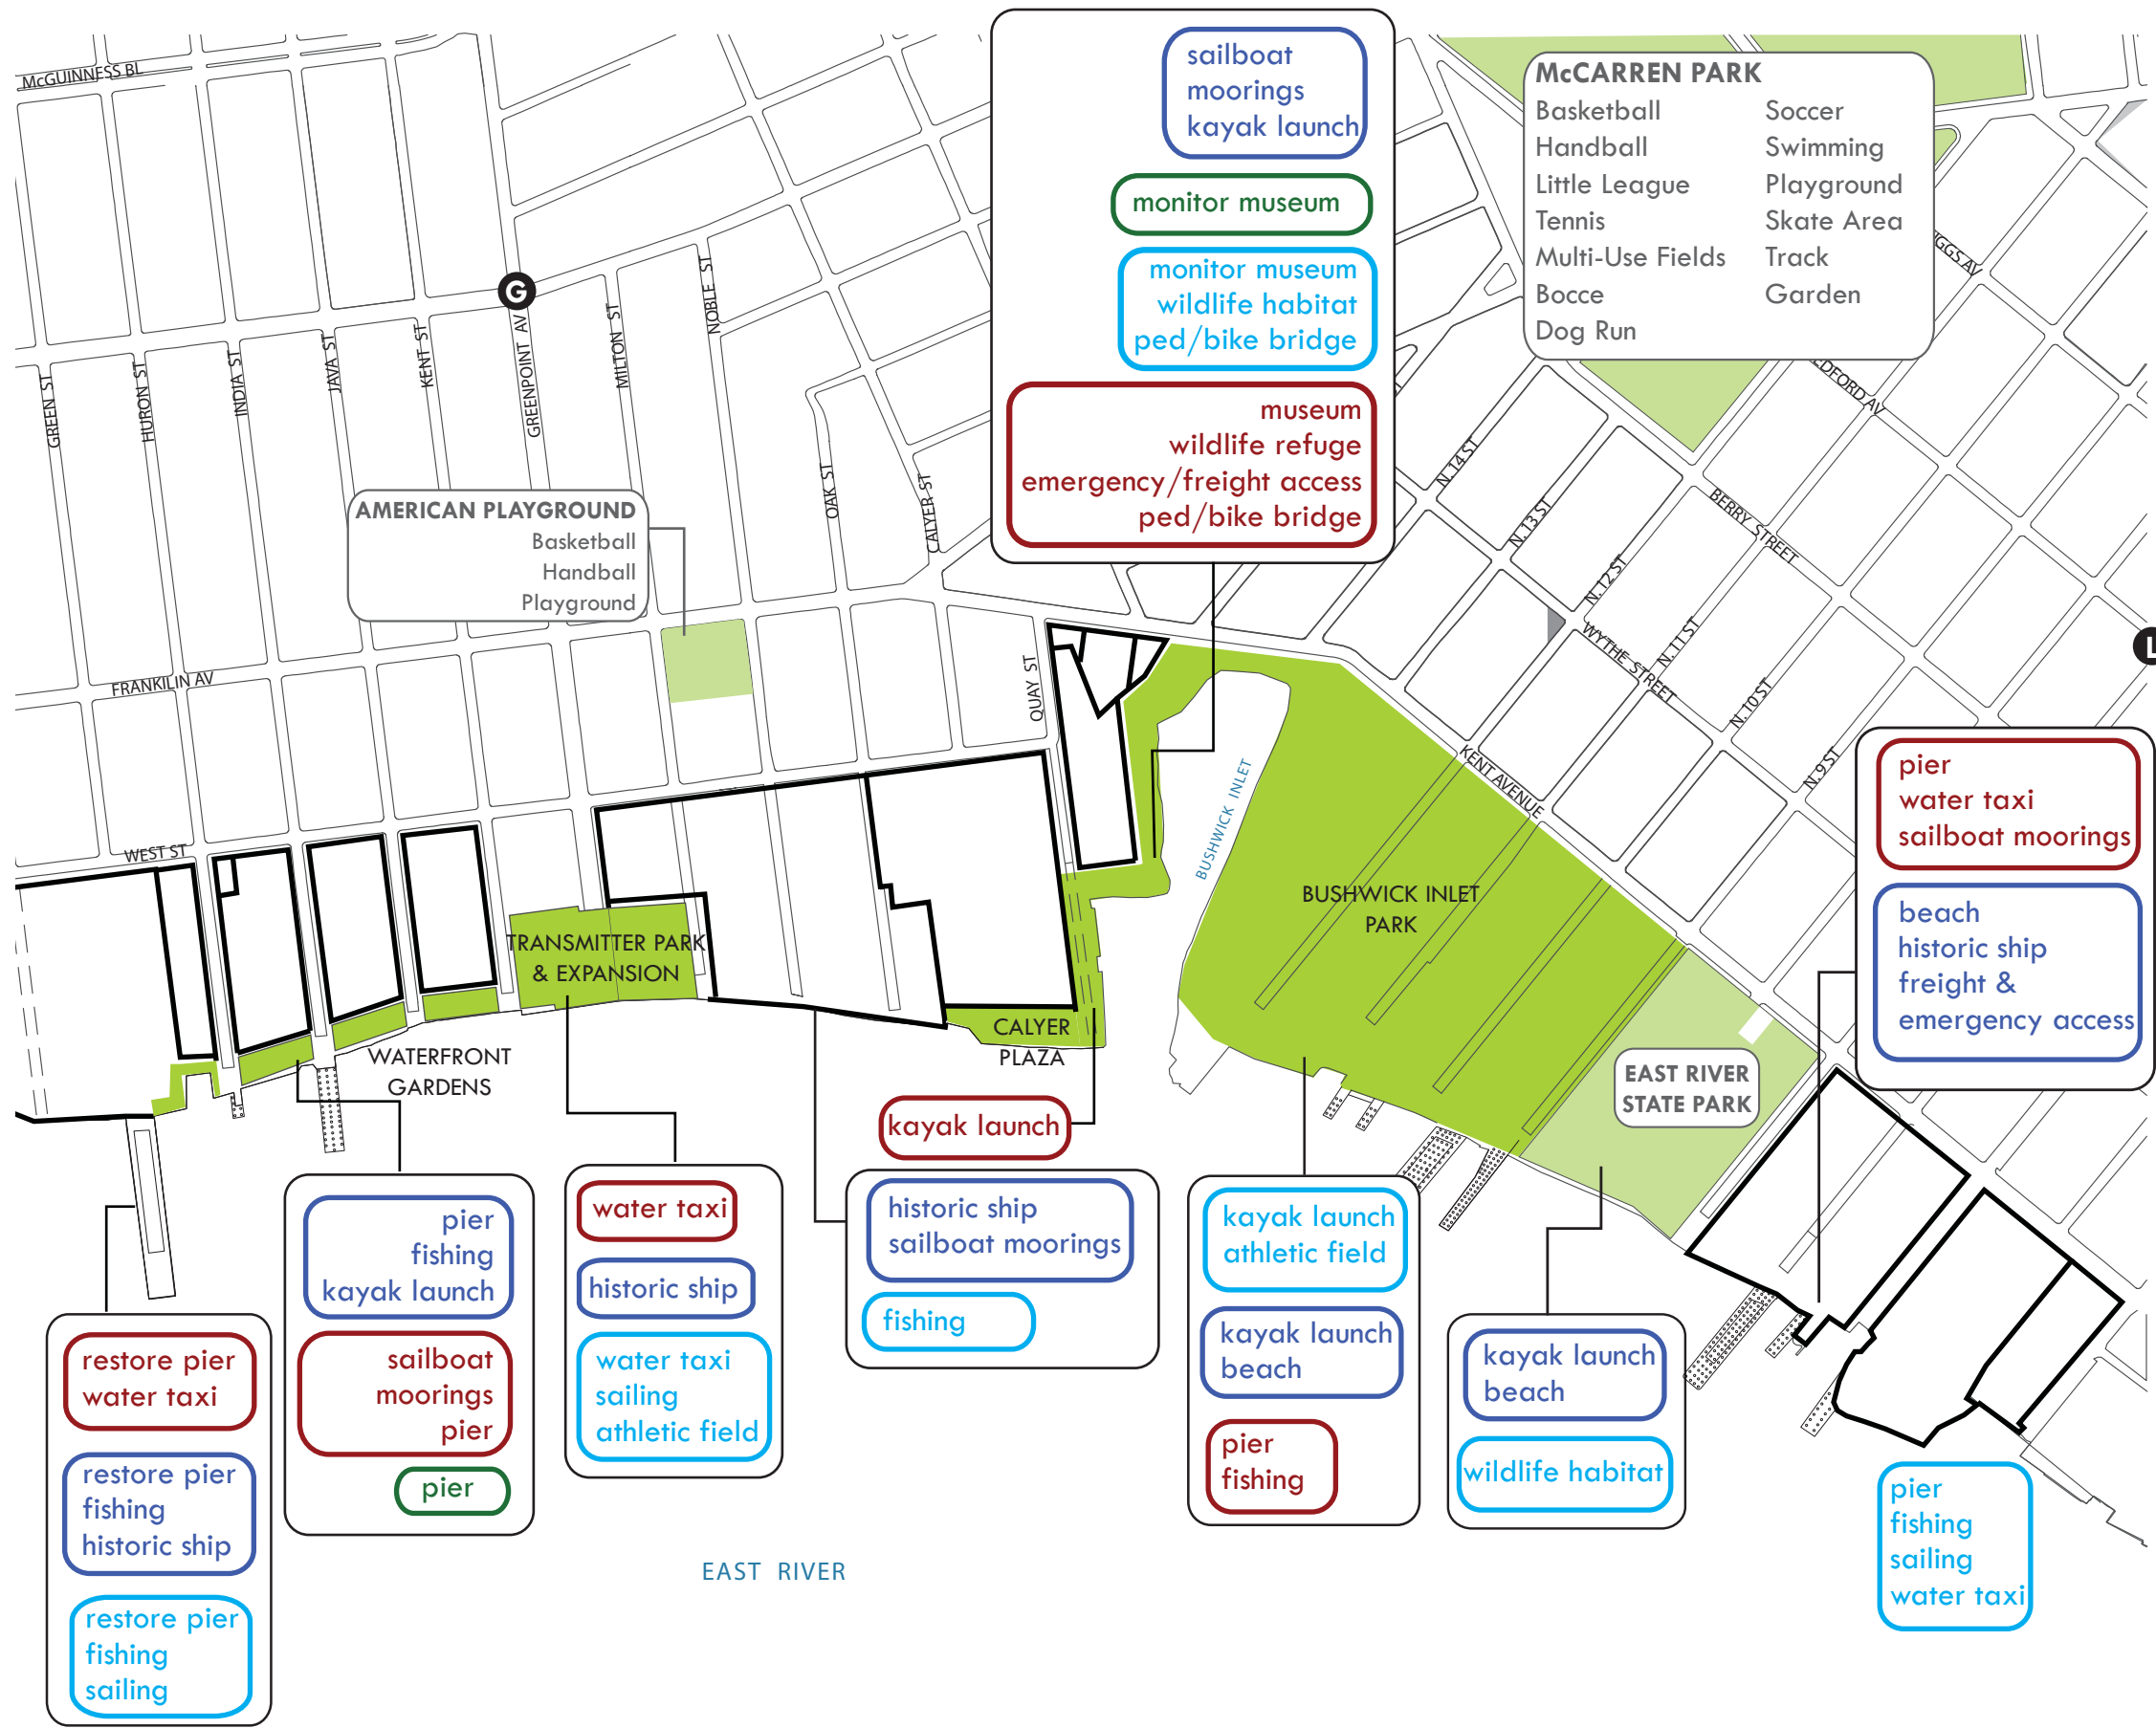 McGUINNESS BL
sailboat
moorings
kayak launch
monitor museum
monitor museum
wildlife habitat
ped/bike bridge
museum
wildlife refuge
emergency/freight access
ped/bike bridge
McCARREN PARK
Basketball
Handball
Little League
Tennis
Multi-Use Fields
Bocce
Dog Run
Soccer
Swimming
Playground
Skate Area
Track
Garden
G
L
GREEN ST
HURON ST
INDIA ST
JAVA ST
KENT ST
GREENPOINT AV
MILTON ST
NOBLE ST
OAK ST
CALYER ST
QUAY ST
N. 14 ST
N. 13 ST
N. 12 ST
N. 11 ST
N. 10 ST
N. 9 ST
BERRY STREET
WYTHE STREET
KENT AVENUE
AMERICAN PLAYGROUND
Basketball
Handball
Playground
FRANKILIN AV
WEST ST
BUSHWICK INLET
BUSHWICK INLET
PARK
TRANSMITTER PARK
& EXPANSION
WATERFRONT
GARDENS
CALYER
PLAZA
EAST RIVER
STATE PARK
pier
water taxi
sailboat moorings
beach
historic ship
freight &
emergency access
kayak launch
restore pier
water taxi
restore pier
fishing
historic ship
restore pier
fishing
sailing
pier
fishing
kayak launch
sailboat
moorings
pier
pier
water taxi
historic ship
water taxi
sailing
athletic field
historic ship
sailboat moorings
fishing
kayak launch
athletic field
kayak launch
beach
pier
fishing
kayak launch
beach
wildlife habitat
pier
fishing
sailing
water taxi
EAST RIVER